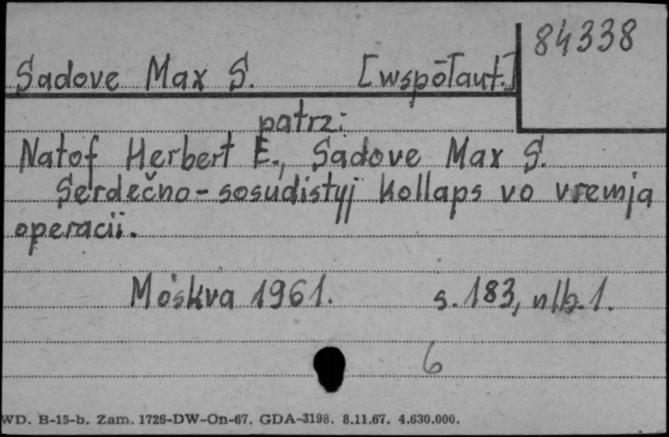 84338
Sadove Max S. [współaut.]
patrz:
Natof Herbert E., Sadove Max S.
Serdečno-sosudistyj kollaps vo vremja
operacii.
Moskva 1961. s. 183, nlb. 1.
6
WD. B-15-b. Zam. 1726-DW-On-67. GDA-3198. 8.11.67. 4.630.000.